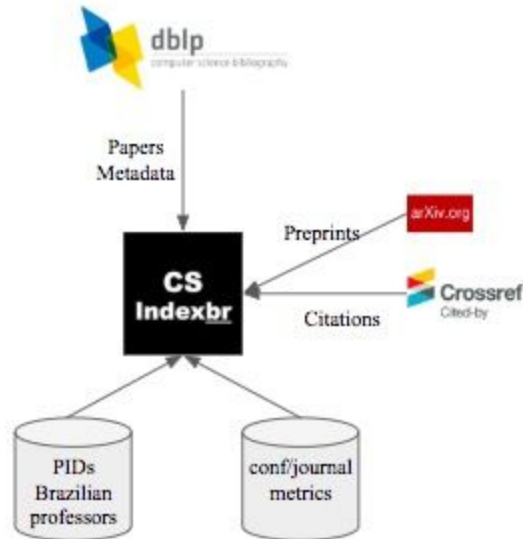 dblp
computer science bibliography
Papers
Metadata
arXiv.org
Preprints
CS
Indexbr
Crossref
Cited-by
Citations
PIDs
Brazilian
professors
conf/journal
metrics